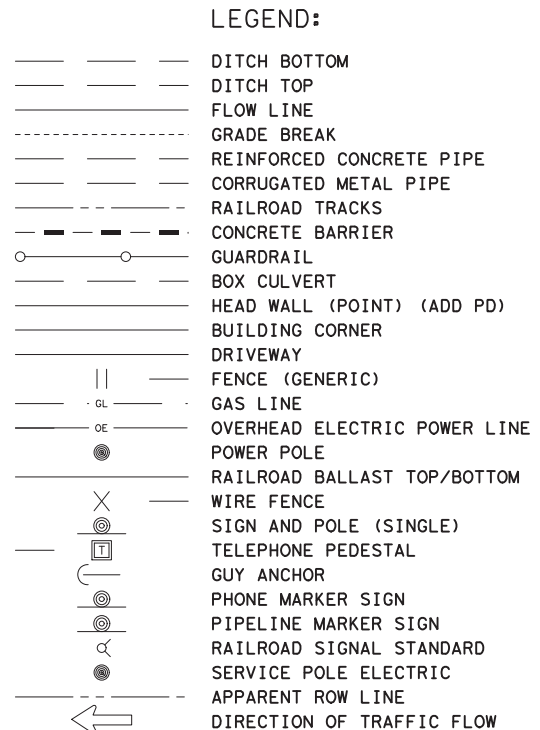 LEGEND:
DITCH BOTTOM
DITCH TOP
FLOW LINE
GRADE BREAK
REINFORCED CONCRETE PIPE
CORRUGATED METAL PIPE
RAILROAD TRACKS
CONCRETE BARRIER
GUARDRAIL
BOX CULVERT
HEAD WALL (POINT) (ADD PD)
BUILDING CORNER
DRIVEWAY
FENCE (GENERIC)
GL GAS LINE
OE OVERHEAD ELECTRIC POWER LINE
POWER POLE
RAILROAD BALLAST TOP/BOTTOM
WIRE FENCE
SIGN AND POLE (SINGLE)
T TELEPHONE PEDESTAL
GUY ANCHOR
PHONE MARKER SIGN
PIPELINE MARKER SIGN
RAILROAD SIGNAL STANDARD
SERVICE POLE ELECTRIC
APPARENT ROW LINE
DIRECTION OF TRAFFIC FLOW